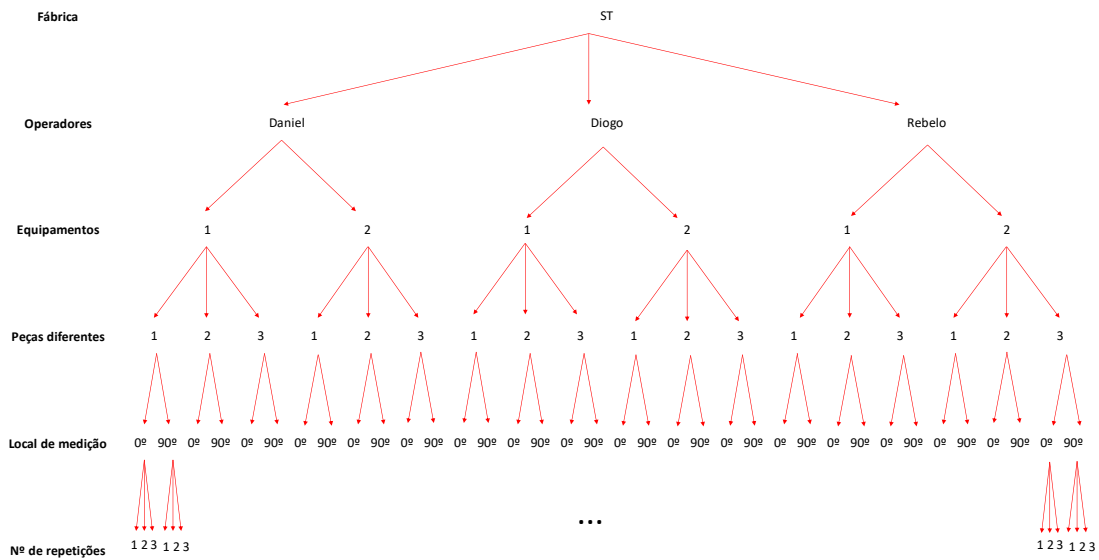 Fábrica ST
Operadores Daniel Diogo Rebelo
Equipamentos 1 2 1 2 1 2
Peças diferentes 1 2 3 1 2 3 1 2 3 1 2 3 1 2 3 1 2 3
Local de medição 0º 90º 0º 90º 0º 90º 0º 90º 0º 90º 0º 90º 0º 90º 0º 90º 0º 90º 0º 90º 0º 90º 0º 90º 0º 90º 0º 90º 0º 90º 0º 90º 0º 90º 0º 90º
...
Nº de repetições 1 2 3 1 2 3 1 2 3 1 2 3